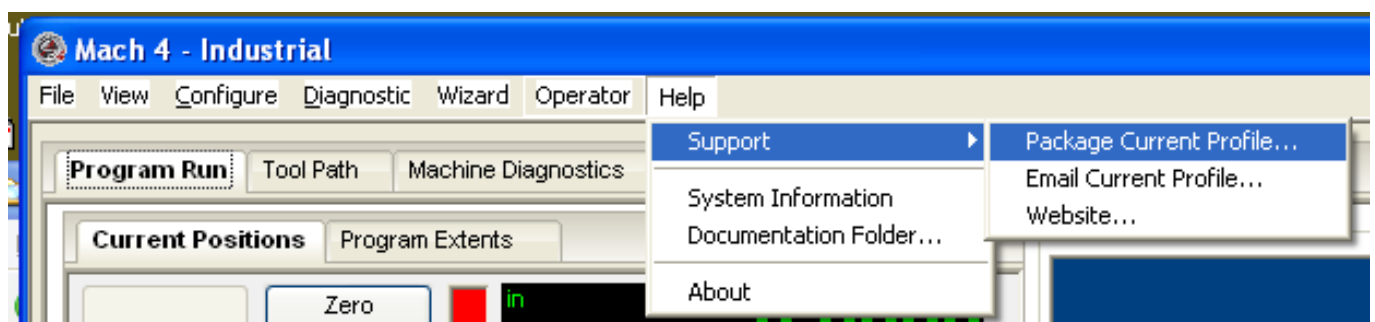 Mach 4 - Industrial
File View Configure Diagnostic Wizard Operator Help
Support
Package Current Profile...
Email Current Profile...
Website...
System Information
Documentation Folder...
About
Program Run Tool Path Machine Diagnostics
Current Positions Program Extents
Zero
in